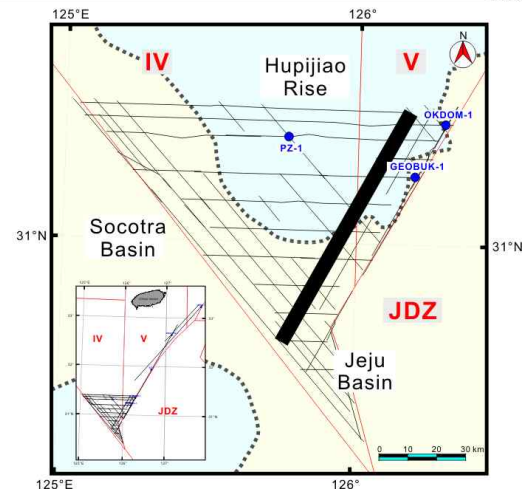 125°E
126°
N
IV
Hupijiao
Rise
V
OKDOM-1
PZ-1
GEOBUK-1
31°N
31°N
Socotra
Basin
JDZ
IV
V
JDZ
Jeju
Basin
0 10 20 30 km
125°E
126°